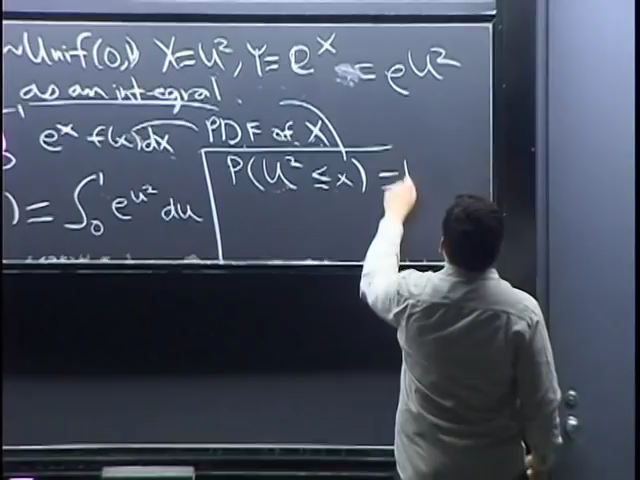 ~Unif(0,1) X=U², Y=e^X = e^U²
as an integral.
e^x f(x)dx PDF of X
P(U² ≤ x) =
) = ∫₀¹ e^u² du